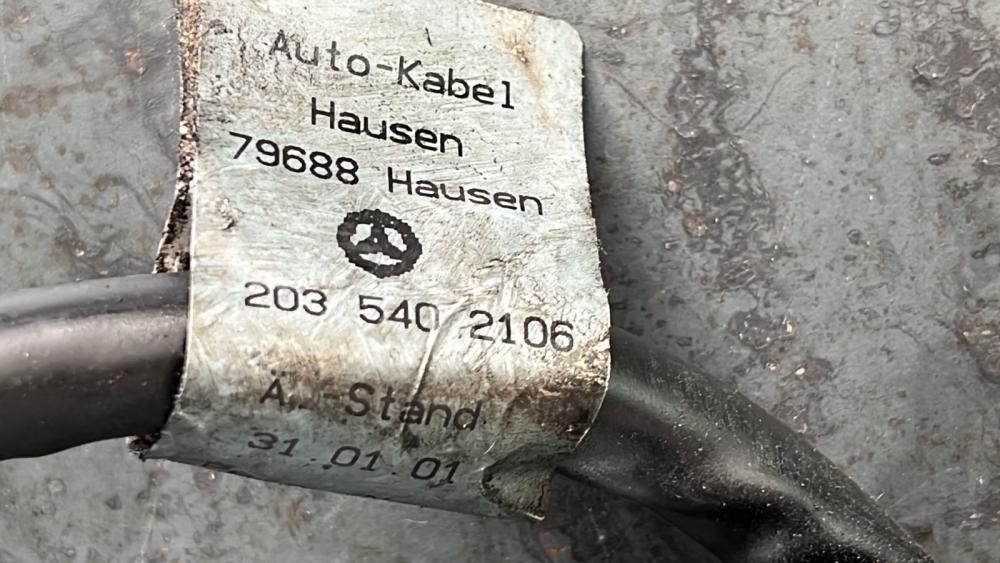 Auto-Kabel
Hausen
79688 Hausen
203 540 2106
Ä.-Stand
31.01.01